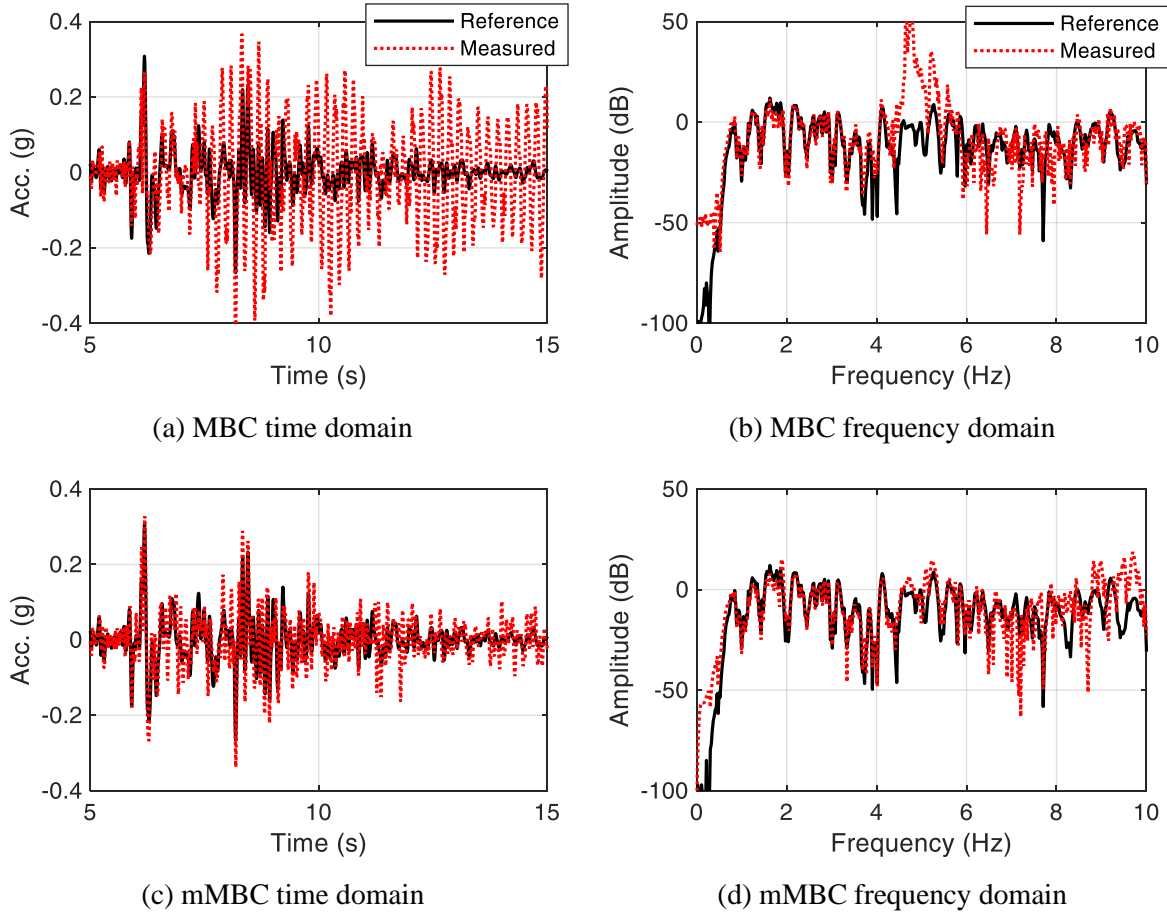 0.4
0.2
0
-0.2
-0.4
Acc. (g)
5
10
15
Time (s)
Reference
Measured
(a) MBC time domain
50
0
-50
-100
Amplitude (dB)
0
2
4
6
8
10
Frequency (Hz)
Reference
Measured
(b) MBC frequency domain
0.4
0.2
0
-0.2
-0.4
Acc. (g)
5
10
15
Time (s)
(c) mMBC time domain
50
0
-50
-100
Amplitude (dB)
0
2
4
6
8
10
Frequency (Hz)
(d) mMBC frequency domain